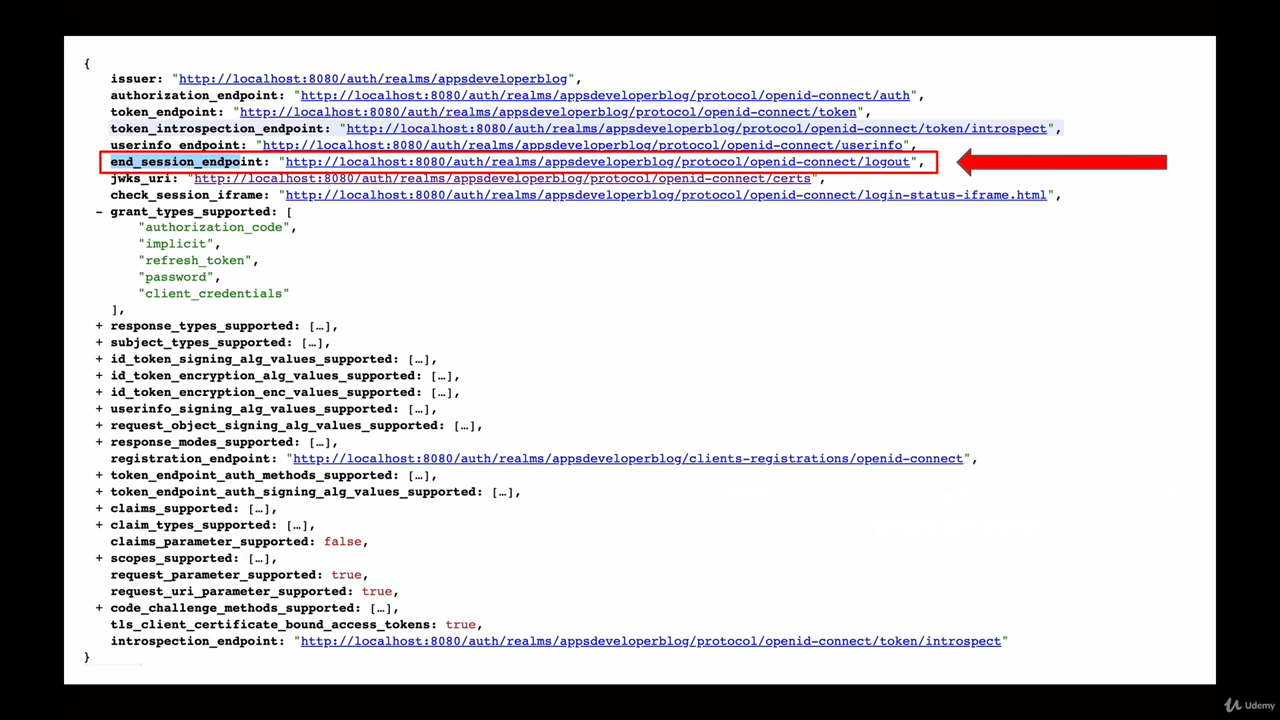 {
issuer: "http://localhost:8080/auth/realms/appsdeveloperblog",
authorization_endpoint: "http://localhost:8080/auth/realms/appsdeveloperblog/protocol/openid-connect/auth",
token_endpoint: "http://localhost:8080/auth/realms/appsdeveloperblog/protocol/openid-connect/token",
token_introspection_endpoint: "http://localhost:8080/auth/realms/appsdeveloperblog/protocol/openid-connect/token/introspect",
userinfo_endpoint: "http://localhost:8080/auth/realms/appsdeveloperblog/protocol/openid-connect/userinfo",
end_session_endpoint: "http://localhost:8080/auth/realms/appsdeveloperblog/protocol/openid-connect/logout",
jwks_uri: "http://localhost:8080/auth/realms/appsdeveloperblog/protocol/openid-connect/certs",
check_session_iframe: "http://localhost:8080/auth/realms/appsdeveloperblog/protocol/openid-connect/login-status-iframe.html",
- grant_types_supported: [
"authorization_code",
"implicit",
"refresh_token",
"password",
"client_credentials"
],
+ response_types_supported: […],
+ subject_types_supported: […],
+ id_token_signing_alg_values_supported: […],
+ id_token_encryption_alg_values_supported: […],
+ id_token_encryption_enc_values_supported: […],
+ userinfo_signing_alg_values_supported: […],
+ request_object_signing_alg_values_supported: […],
+ response_modes_supported: […],
registration_endpoint: "http://localhost:8080/auth/realms/appsdeveloperblog/clients-registrations/openid-connect",
+ token_endpoint_auth_methods_supported: […],
+ token_endpoint_auth_signing_alg_values_supported: […],
+ claims_supported: […],
+ claim_types_supported: […],
claims_parameter_supported: false,
+ scopes_supported: […],
request_parameter_supported: true,
request_uri_parameter_supported: true,
+ code_challenge_methods_supported: […],
tls_client_certificate_bound_access_tokens: true,
introspection_endpoint: "http://localhost:8080/auth/realms/appsdeveloperblog/protocol/openid-connect/token/introspect"
}
Udemy